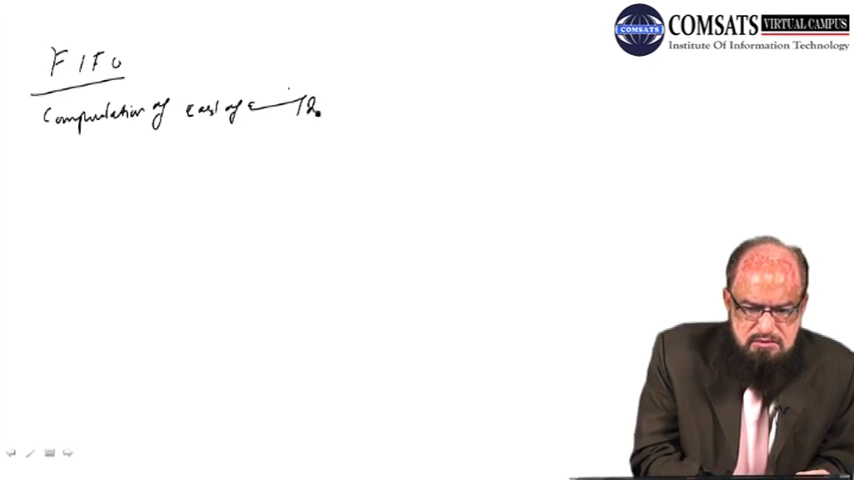 COMSATS VIRTUAL CAMPUS
Institute Of Information Technology
COMSATS
FIFO
Computation of cost of